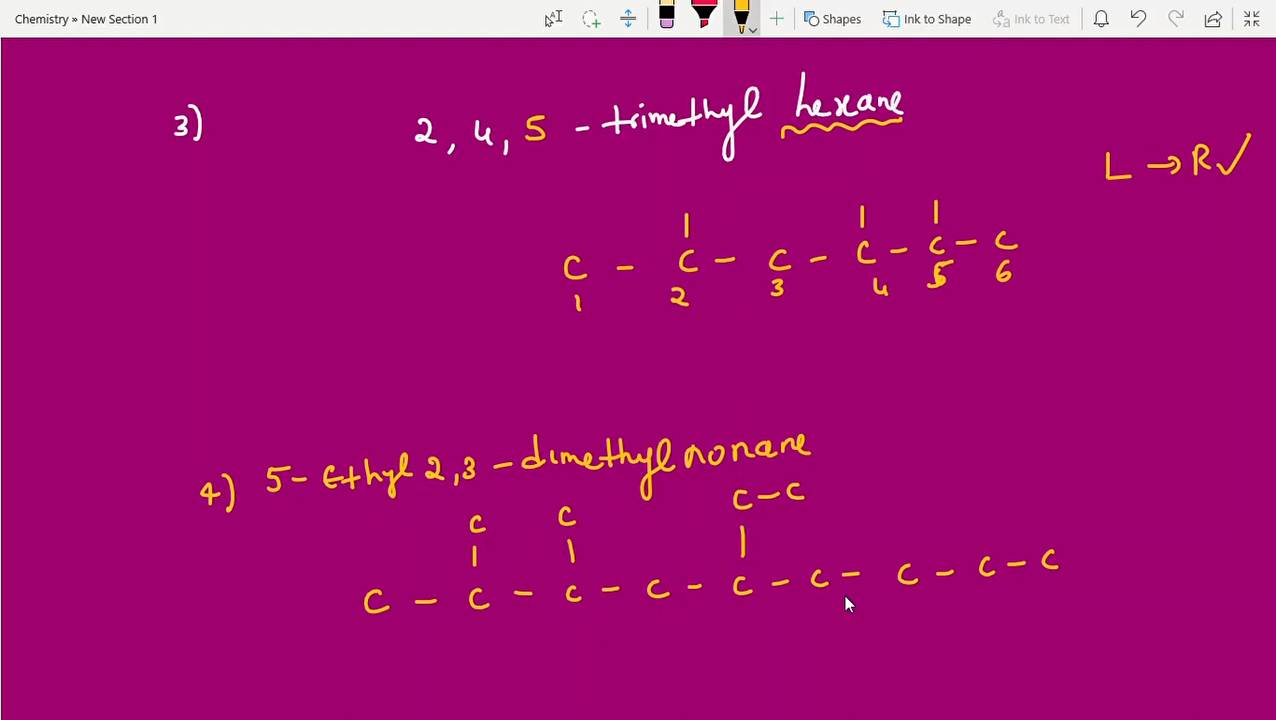 Chemistry » New Section 1
Shapes
Ink to Shape
Ink to Text
3) 2, 4, 5 - trimethyl hexane
L → R ✓
| | |
C - C - C - C - C - C
1 2 3 4 5 6
4) 5- Ethyl 2,3 - dimethyl nonane
C C C - C
| | |
C - C - C - C - C - C - C - C - C